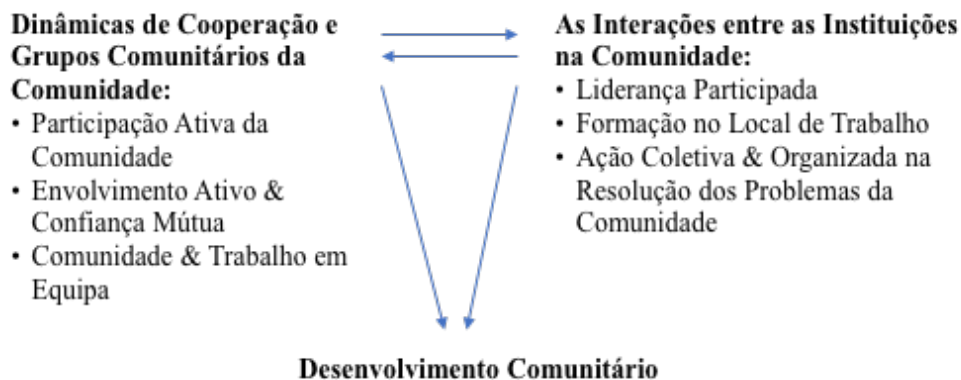 Dinâmicas de Cooperação e
Grupos Comunitários da
Comunidade:
• Participação Ativa da
Comunidade
• Envolvimento Ativo &
Confiança Mútua
• Comunidade & Trabalho em
Equipa
As Interações entre as Instituições
na Comunidade:
• Liderança Participada
• Formação no Local de Trabalho
• Ação Coletiva & Organizada na
Resolução dos Problemas da
Comunidade
Desenvolvimento Comunitário